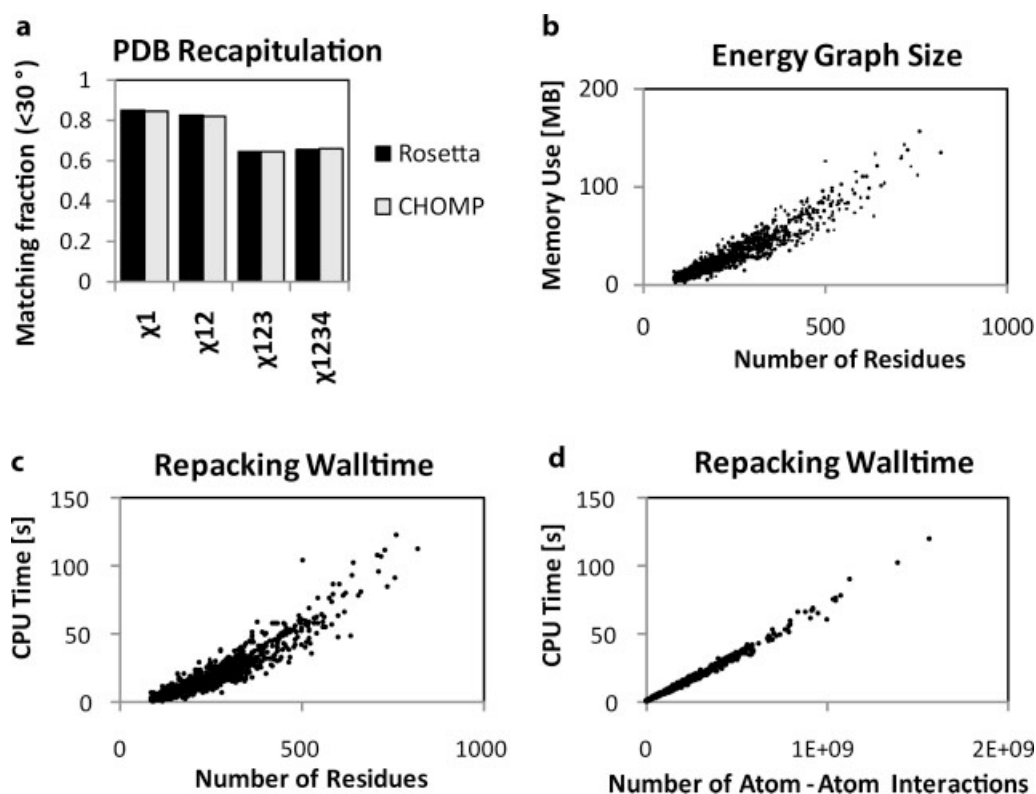 a
PDB Recapitulation
Matching fraction (<30 °)
1
0.8
0.6
0.4
0.2
0
χ1
χ12
χ123
χ1234
Rosetta
CHOMP
b
Energy Graph Size
Memory Use [MB]
200
100
0
0 500 1000
Number of Residues
c
Repacking Walltime
CPU Time [s]
150
100
50
0
0 500 1000
Number of Residues
d
Repacking Walltime
CPU Time [s]
150
100
50
0
0 1E+09 2E+09
Number of Atom-Atom Interactions